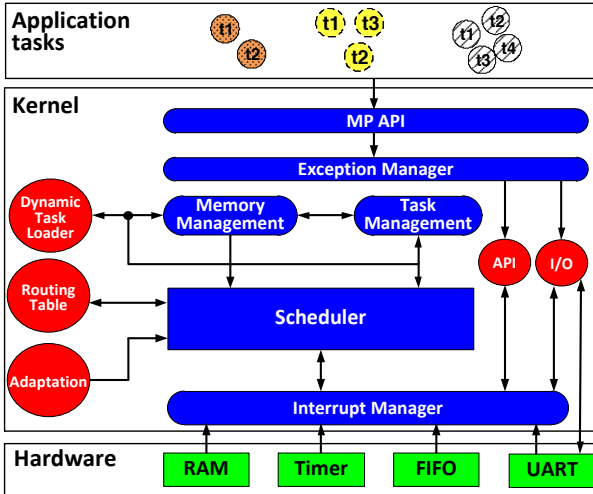 Application
tasks
t1
t2
t1
t3
t2
t1
t2
t3
t4
Kernel
MP API
Exception Manager
Dynamic
Task
Loader
Memory
Management
Task
Management
API
I/O
Routing
Table
Scheduler
Adaptation
Interrupt Manager
Hardware
RAM
Timer
FIFO
UART